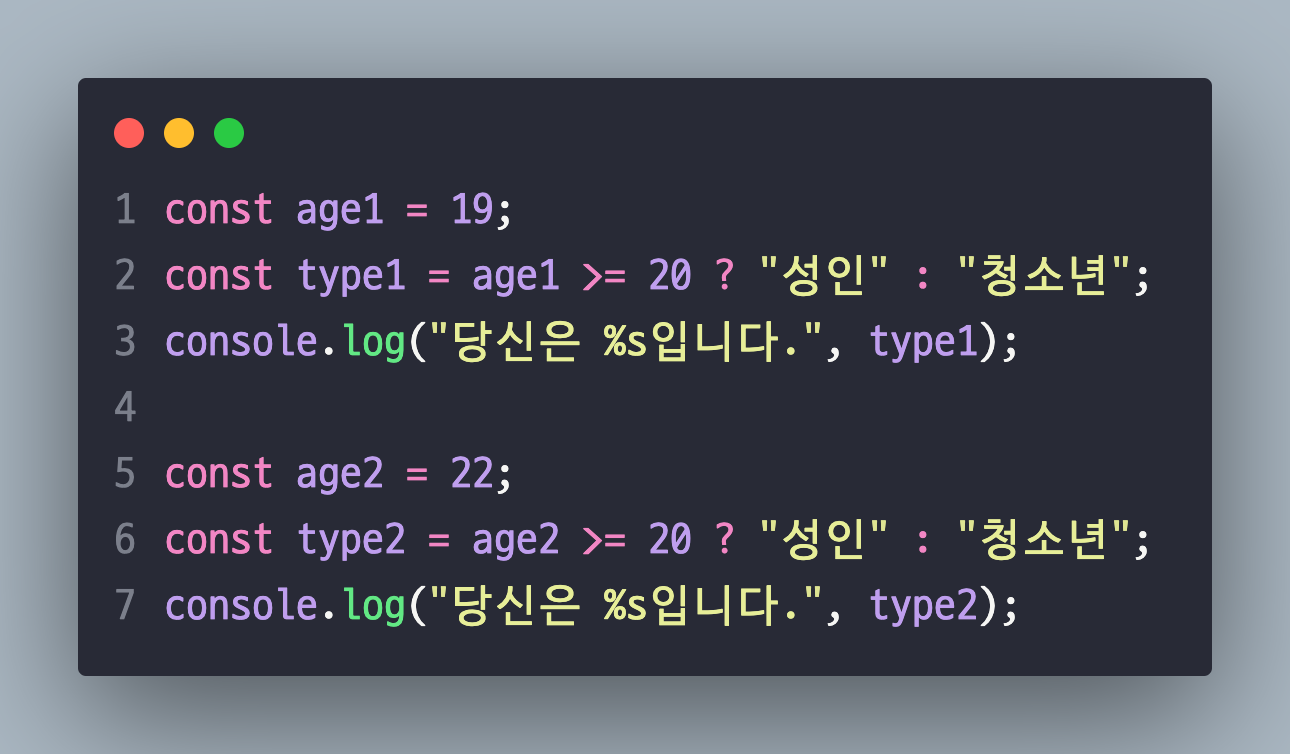 1 const age1 = 19;
2 const type1 = age1 >= 20 ? "성인" : "청소년";
3 console.log("당신은 %s입니다.", type1);
4
5 const age2 = 22;
6 const type2 = age2 >= 20 ? "성인" : "청소년";
7 console.log("당신은 %s입니다.", type2);